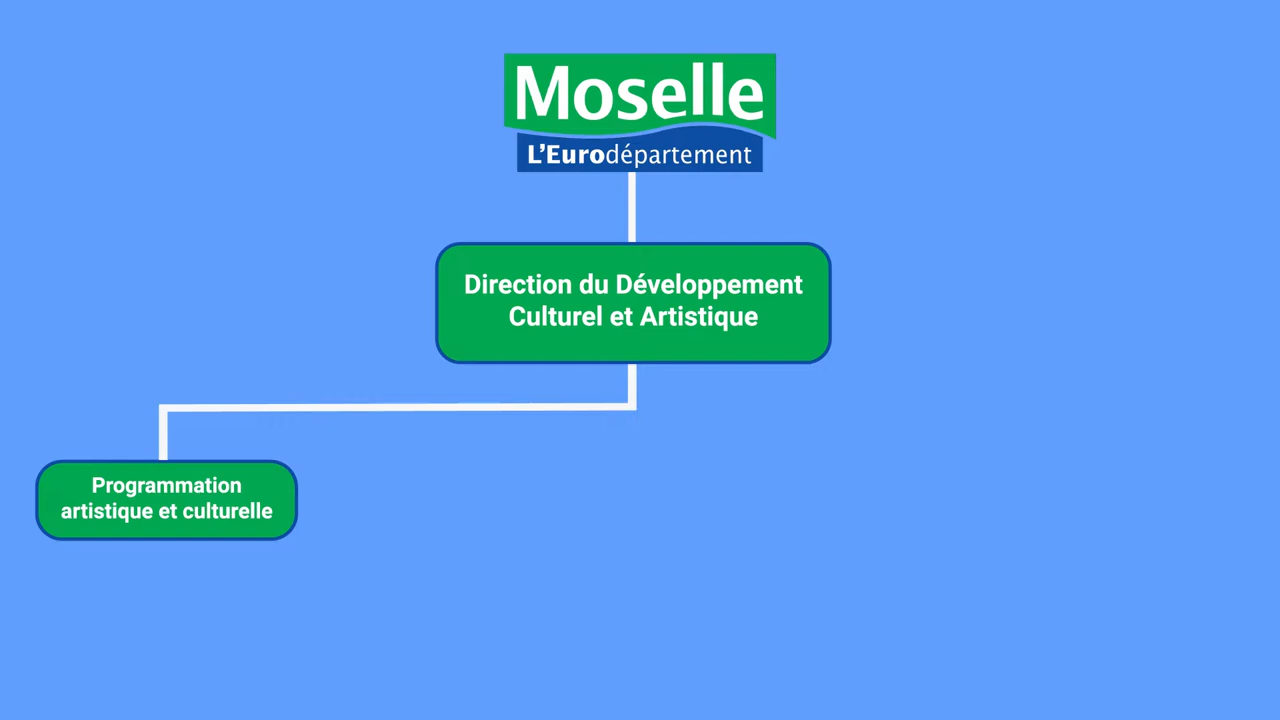 Moselle
L'Eurodépartement
Direction du Développement
Culturel et Artistique
Programmation
artistique et culturelle